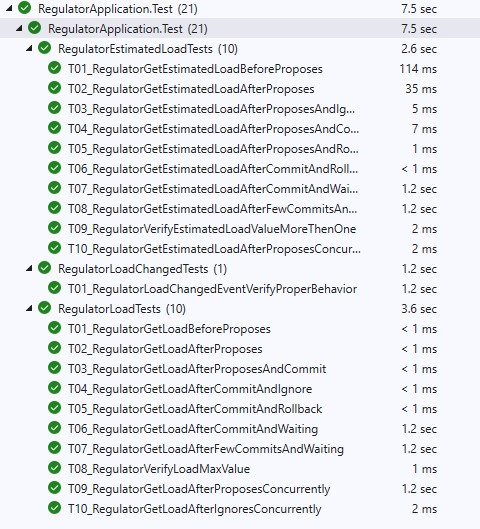 RegulatorApplication.Test (21) 7.5 sec
RegulatorApplication.Test (21) 7.5 sec
RegulatorEstimatedLoadTests (10) 2.6 sec
T01_RegulatorGetEstimatedLoadBeforeProposes 114 ms
T02_RegulatorGetEstimatedLoadAfterProposes 35 ms
T03_RegulatorGetEstimatedLoadAfterProposesAndIg... 5 ms
T04_RegulatorGetEstimatedLoadAfterProposesAndCo... 7 ms
T05_RegulatorGetEstimatedLoadAfterProposesAndRo... 1 ms
T06_RegulatorGetEstimatedLoadAfterCommitAndRoll... < 1 ms
T07_RegulatorGetEstimatedLoadAfterCommitAndWai... 1.2 sec
T08_RegulatorGetEstimatedLoadAfterFewCommitsAn... 1.2 sec
T09_RegulatorVerifyEstimatedLoadValueMoreThenOne 2 ms
T10_RegulatorGetEstimatedLoadAfterProposesConcur... 2 ms
RegulatorLoadChangedTests (1) 1.2 sec
T01_RegulatorLoadChangedEventVerifyProperBehavior 1.2 sec
RegulatorLoadTests (10) 3.6 sec
T01_RegulatorGetLoadBeforeProposes < 1 ms
T02_RegulatorGetLoadAfterProposes < 1 ms
T03_RegulatorGetLoadAfterProposesAndCommit < 1 ms
T04_RegulatorGetLoadAfterCommitAndIgnore < 1 ms
T05_RegulatorGetLoadAfterCommitAndRollback < 1 ms
T06_RegulatorGetLoadAfterCommitAndWaiting 1.2 sec
T07_RegulatorGetLoadAfterFewCommitsAndWaiting 1.2 sec
T08_RegulatorVerifyLoadMaxValue 1 ms
T09_RegulatorGetLoadAfterProposesConcurrently 1.2 sec
T10_RegulatorGetLoadAfterIgnoresConcurrently 2 ms